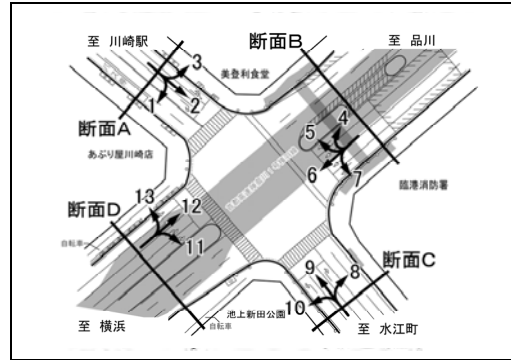 至 川崎駅
断面B
至 品川
3
美登利食堂
1
2
断面A
4
5
あぶり屋川崎店
6
7
臨港消防署
断面D
13
12
11
自転車
断面C
9
8
10
池上新田公園
至 横浜
自転車
至 水江町